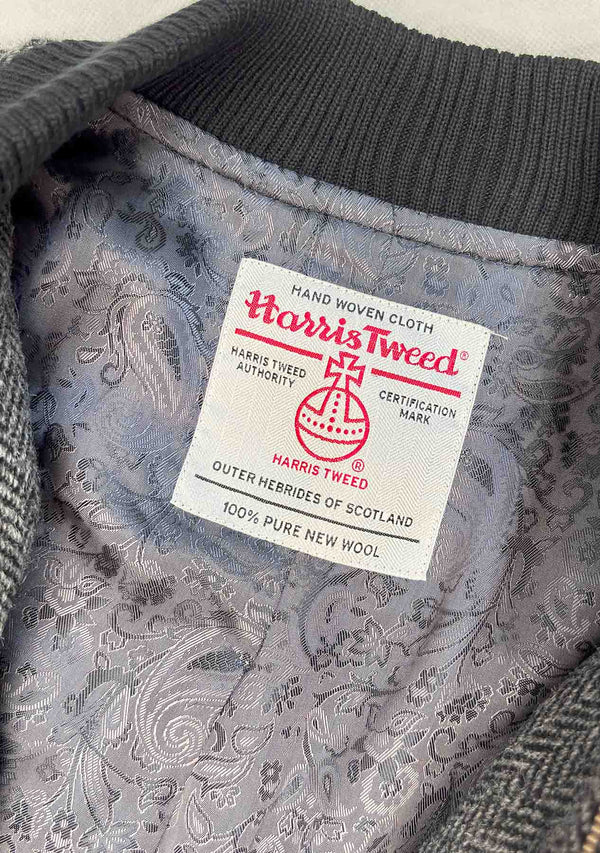 HAND WOVEN CLOTH
Harris Tweed®
HARRIS TWEED
AUTHORITY
CERTIFICATION
MARK
HARRIS TWEED ®
OUTER HEBRIDES OF SCOTLAND
100% PURE NEW WOOL